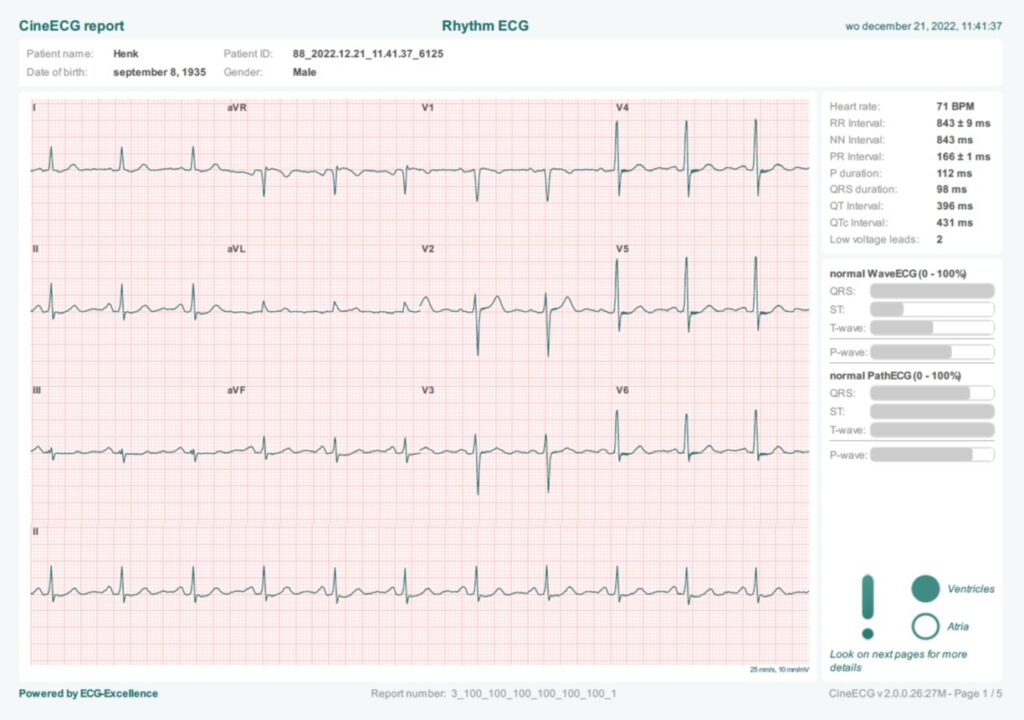 CineECG report
Rhythm ECG
wo december 21, 2022, 11:41:37
Patient name: Henk Patient ID: 88_2022.12.21_11.41.37_6125
Date of birth: september 8, 1935 Gender: Male
I aVR V1 V4
II aVL V2 V5
III aVF V3 V6
II
25 mm/s, 10 mm/mV
Heart rate: 71 BPM
RR Interval: 843 ± 9 ms
NN Interval: 843 ms
PR Interval: 166 ± 1 ms
P duration: 112 ms
QRS duration: 98 ms
QT Interval: 396 ms
QTc Interval: 431 ms
Low voltage leads: 2
normal WaveECG (0 - 100%)
QRS:
ST:
T-wave:
P-wave:
normal PathECG (0 - 100%)
QRS:
ST:
T-wave:
P-wave:
Ventricles
Atria
Look on next pages for more
details
Powered by ECG-Excellence
Report number: 3_100_100_100_100_100_100_1
CineECG v2.0.0.26:27M - Page 1 / 5